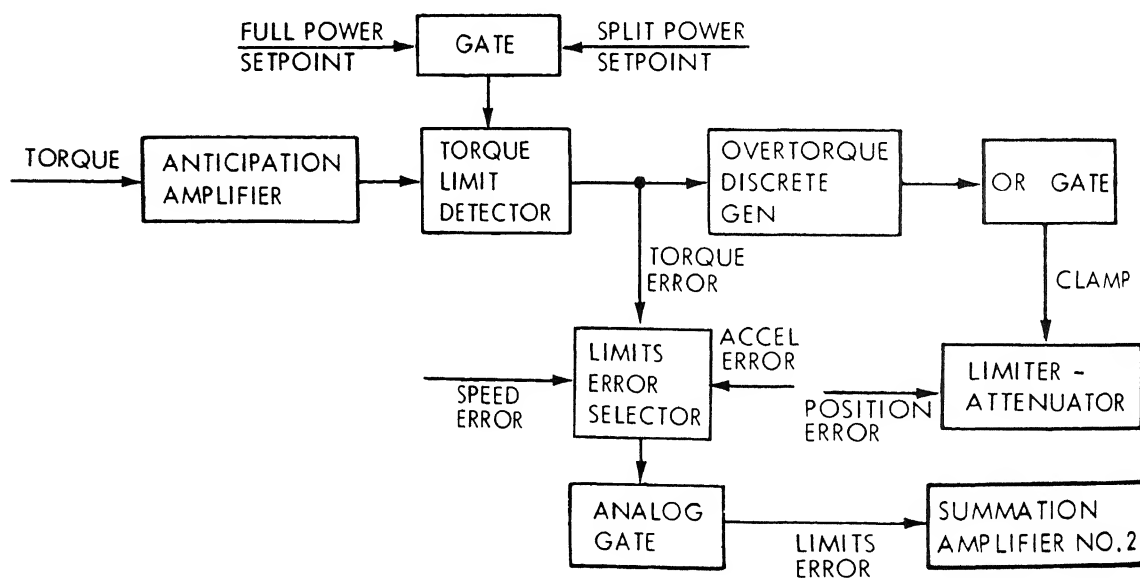 FULL POWER
SETPOINT
GATE
SPLIT POWER
SETPOINT
TORQUE
ANTICIPATION
AMPLIFIER
TORQUE
LIMIT
DETECTOR
OVERTORQUE
DISCRETE
GEN
OR GATE
TORQUE
ERROR
CLAMP
SPEED
ERROR
LIMITS
ERROR
SELECTOR
ACCEL
ERROR
POSITION
ERROR
LIMITER -
ATTENUATOR
ANALOG
GATE
LIMITS
ERROR
SUMMATION
AMPLIFIER NO.2